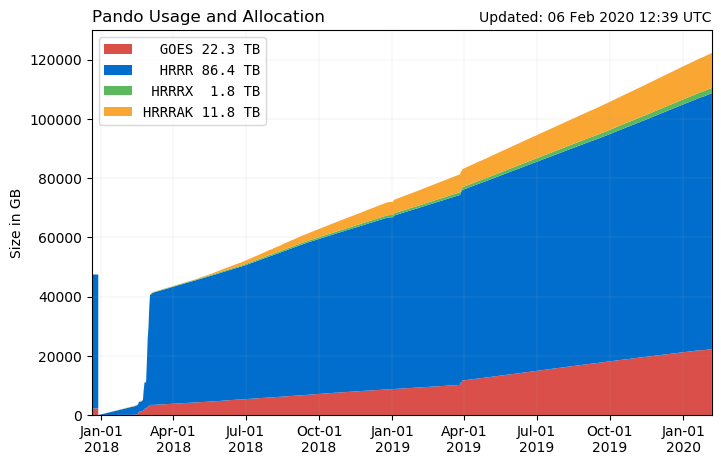 Pando Usage and Allocation
Updated: 06 Feb 2020 12:39 UTC
GOES 22.3 TB
HRRR 86.4 TB
HRRRX 1.8 TB
HRRRAK 11.8 TB
Size in GB
120000
100000
80000
60000
40000
20000
0
Jan-01 2018
Apr-01 2018
Jul-01 2018
Oct-01 2018
Jan-01 2019
Apr-01 2019
Jul-01 2019
Oct-01 2019
Jan-01 2020